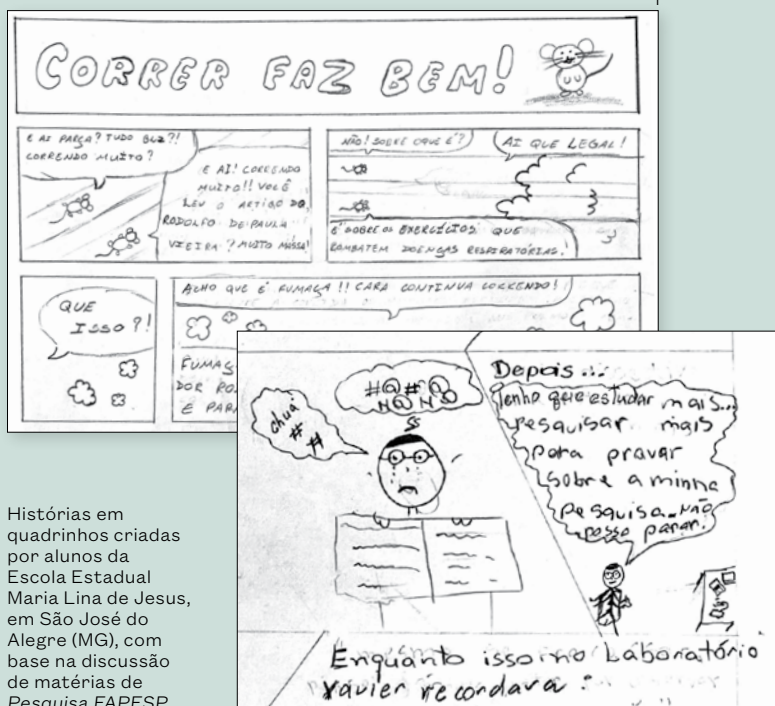 CORRER FAZ BEM!
E AI PARÇA? TUDO BLZ?!
CORRENDO MUITO?
E AI! CORRENDO
MUITO!! VOCÊ
LEU O ARTIGO DO
RODOLFO DE PAULA
VIEIRA? MUITO MASSA!
NÃO! SOBRE OQUE É?
AI QUE LEGAL!
É SOBRE OS EXERCÍCIOS QUE
COMBATEM DOENÇAS RESPIRATÓRIAS!
QUE
ISSO?!
ACHO QUE É FUMAÇA!! CARA CONTINUA CORRENDO!
FUMAÇ
DOR RO
E PAR
chuá!
# #
#@#@
Depois...
Tenho que estudar mais...
pesquisar mais
para provar
sobre a minha
pesquisa. Não
posso parar!
Enquanto isso no Laboratório
Xavier recordava:
Histórias em
quadrinhos criadas
por alunos da
Escola Estadual
Maria Lina de Jesus,
em São José do
Alegre (MG), com
base na discussão
de matérias de
Pesquisa FAPESP